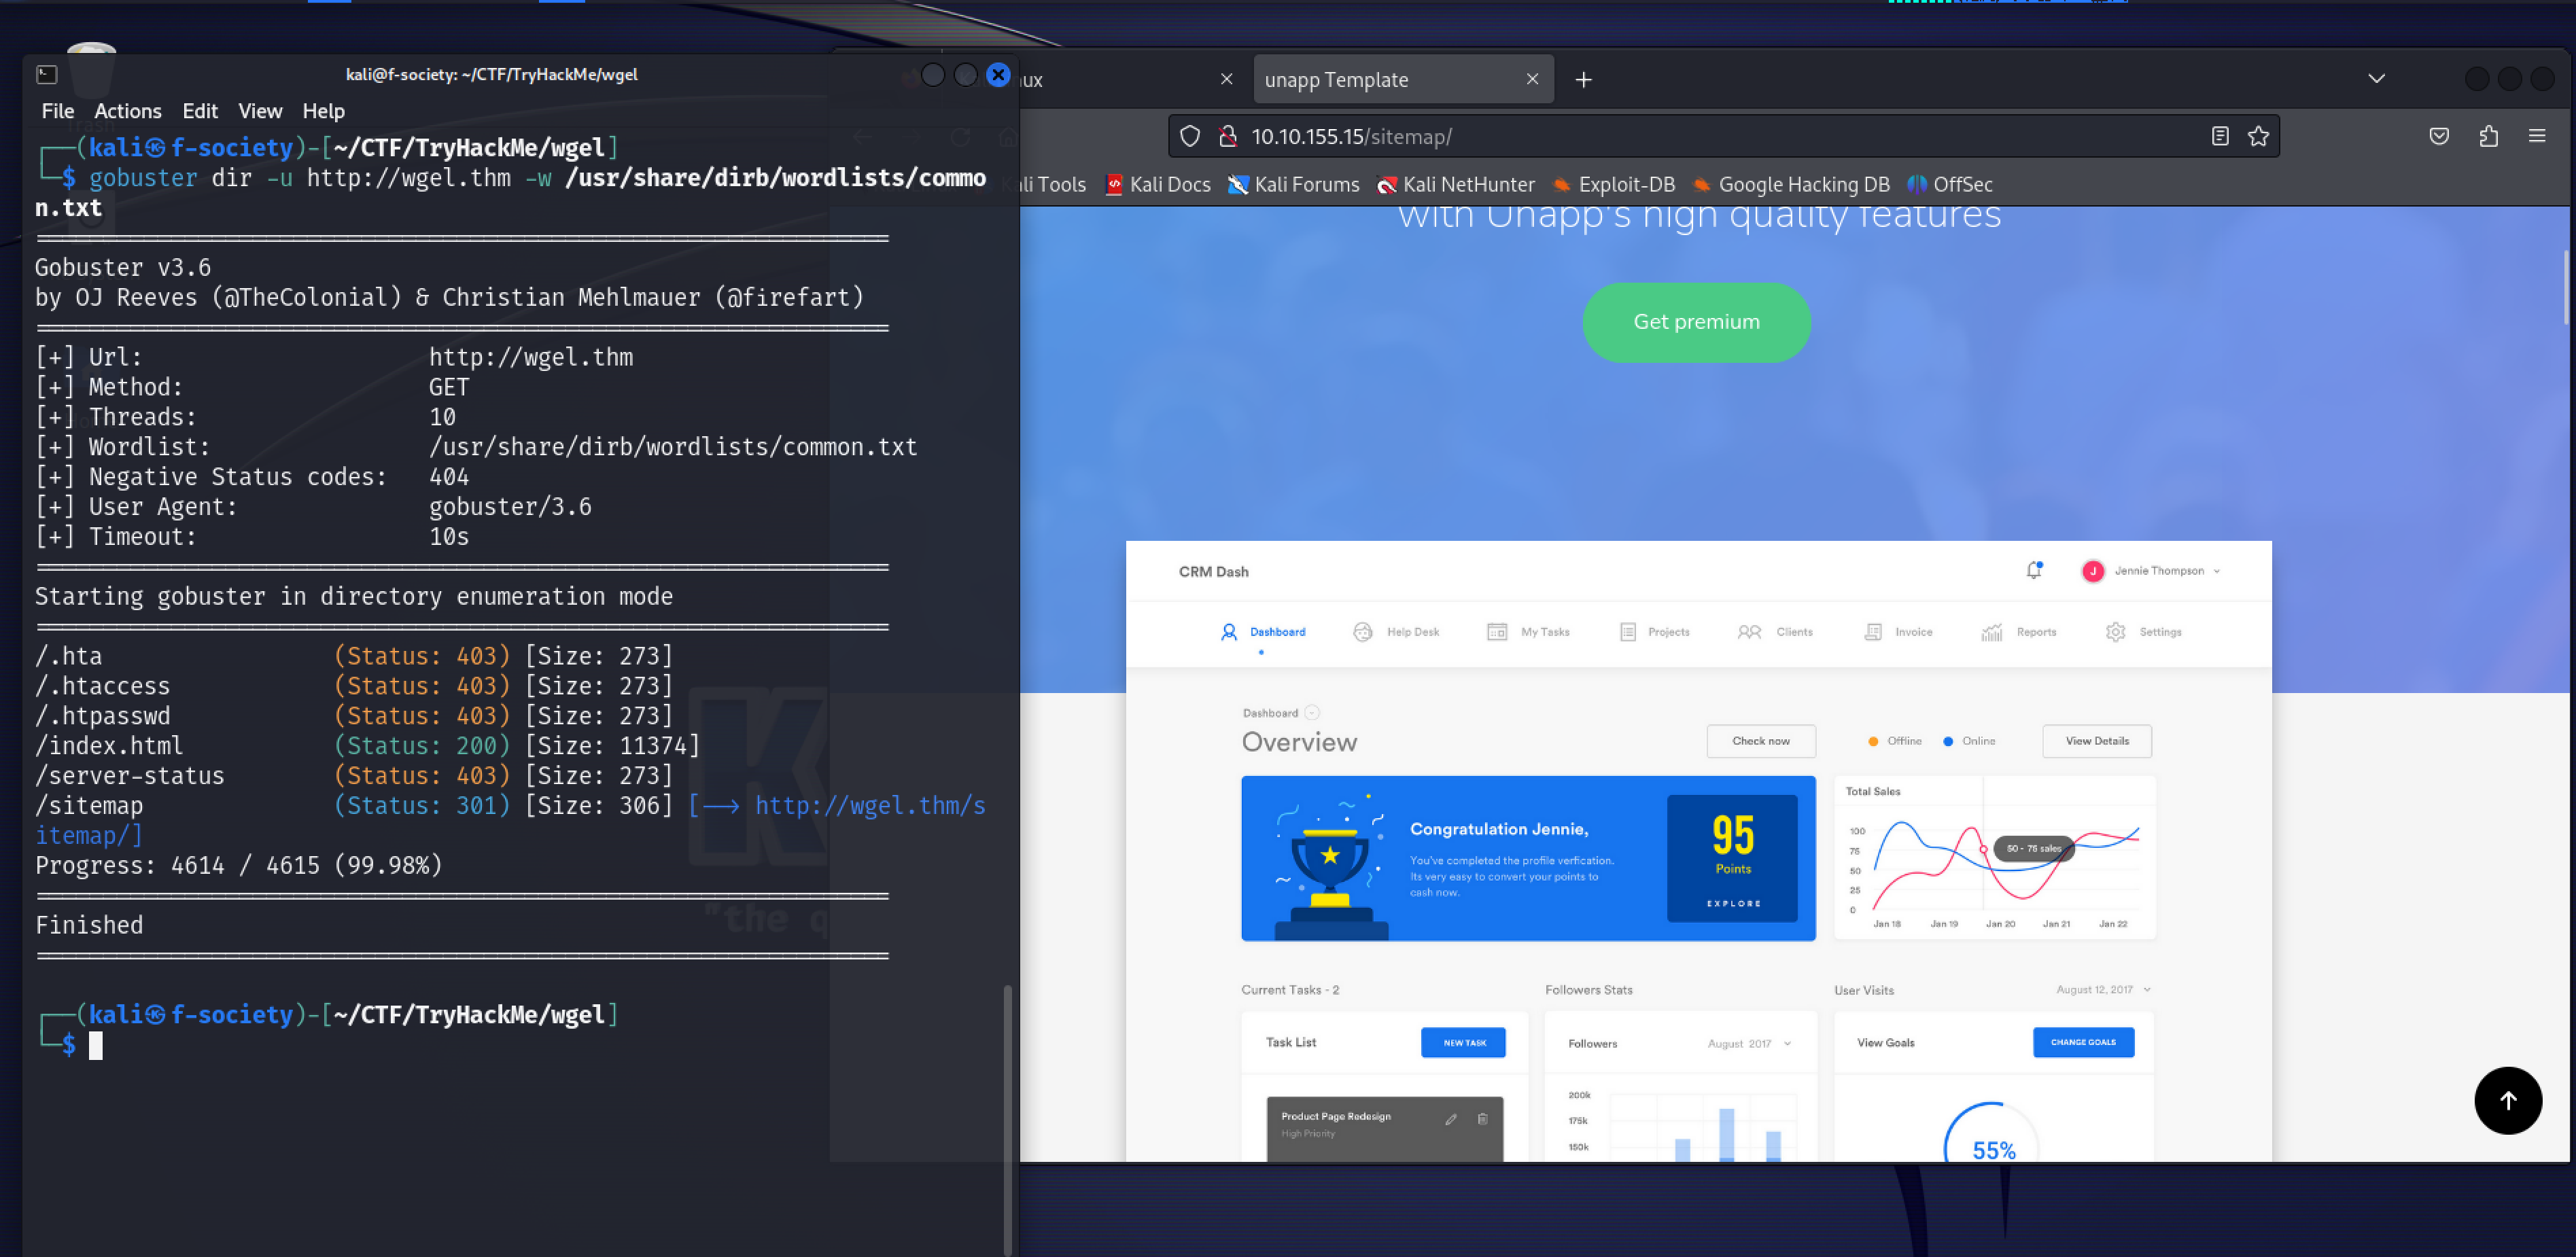 kali@f-society: ~/CTF/TryHackMe/wgel
File Actions Edit View Help
┌──(kali㉿f-society)-[~/CTF/TryHackMe/wgel]
└─$ gobuster dir -u http://wgel.thm -w /usr/share/dirb/wordlists/commo
n.txt
===============================================================
Gobuster v3.6
by OJ Reeves (@TheColonial) & Christian Mehlmauer (@firefart)
===============================================================
[+] Url: http://wgel.thm
[+] Method: GET
[+] Threads: 10
[+] Wordlist: /usr/share/dirb/wordlists/common.txt
[+] Negative Status codes: 404
[+] User Agent: gobuster/3.6
[+] Timeout: 10s
===============================================================
Starting gobuster in directory enumeration mode
===============================================================
/.hta (Status: 403) [Size: 273]
/.htaccess (Status: 403) [Size: 273]
/.htpasswd (Status: 403) [Size: 273]
/index.html (Status: 200) [Size: 11374]
/server-status (Status: 403) [Size: 273]
/sitemap (Status: 301) [Size: 306] [--> http://wgel.thm/s
itemap/]
Progress: 4614 / 4615 (99.98%)
===============================================================
Finished
===============================================================
┌──(kali㉿f-society)-[~/CTF/TryHackMe/wgel]
└─$
"the q
ux
unapp Template
10.10.155.15/sitemap/
ali Tools Kali Docs Kali Forums Kali NetHunter Exploit-DB Google Hacking DB OffSec
with Unapp's high quality features
Get premium
CRM Dash
J Jennie Thompson
Dashboard Help Desk My Tasks Projects Clients Invoice Reports Settings
Dashboard
Overview
Check now
Offline Online
View Details
Congratulation Jennie,
You've completed the profile verfication.
Its very easy to convert your points to
cash now.
95
Points
EXPLORE
Total Sales
100
75
50
25
0
50 - 75 sales
Jan 18 Jan 19 Jan 20 Jan 21 Jan 22
Current Tasks - 2
Task List
NEW TASK
Product Page Redesign
High Priority
Followers Stats
Followers
August 2017
200k
175k
150k
User Visits
August 12, 2017
View Goals
CHANGE GOALS
55%